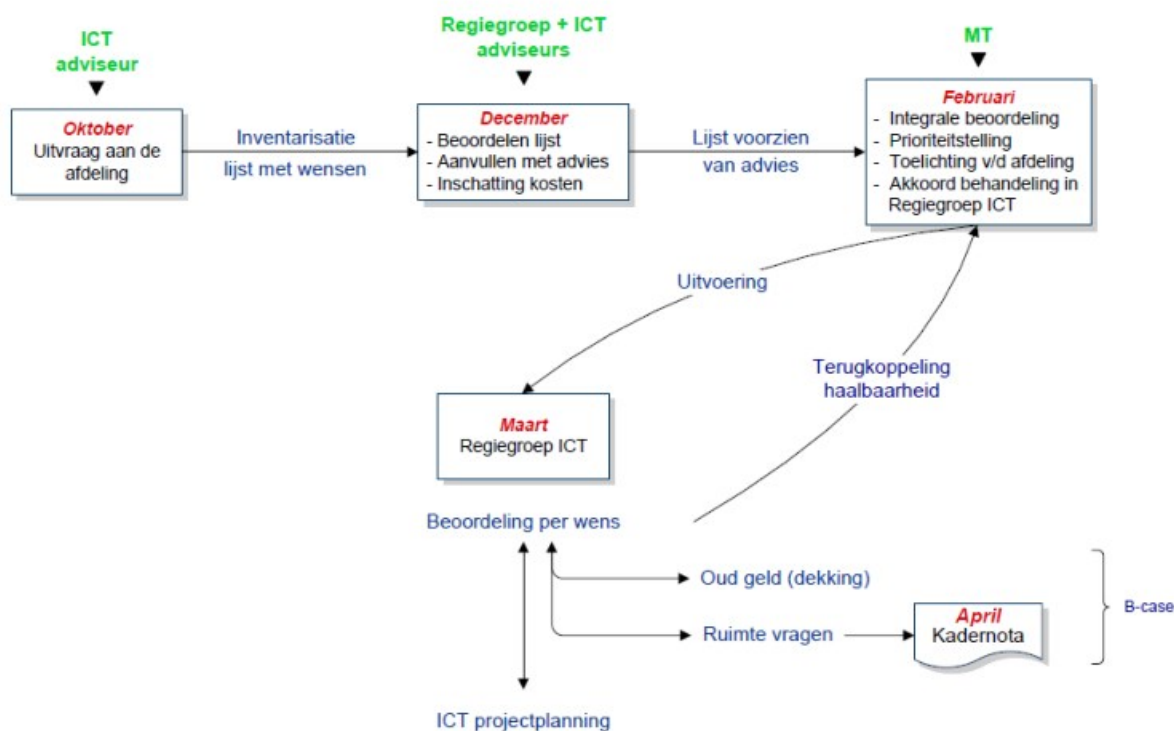 ICT
adviseur
Regiegroep + ICT
adviseurs
MT
Oktober
Uitvraag aan de
afdeling
Inventarisatie
lijst met wensen
December
- Beoordelen lijst
- Aanvullen met advies
- Inschatting kosten
Lijst voorzien
van advies
Februari
- Integrale beoordeling
- Prioriteitstelling
- Toelichting v/d afdeling
- Akkoord behandeling in
Regiegroep ICT
Uitvoering
Terugkoppeling
haalbaarheid
Maart
Regiegroep ICT
Beoordeling per wens
Oud geld (dekking)
Ruimte vragen
April
Kadernota
B-case
ICT projectplanning